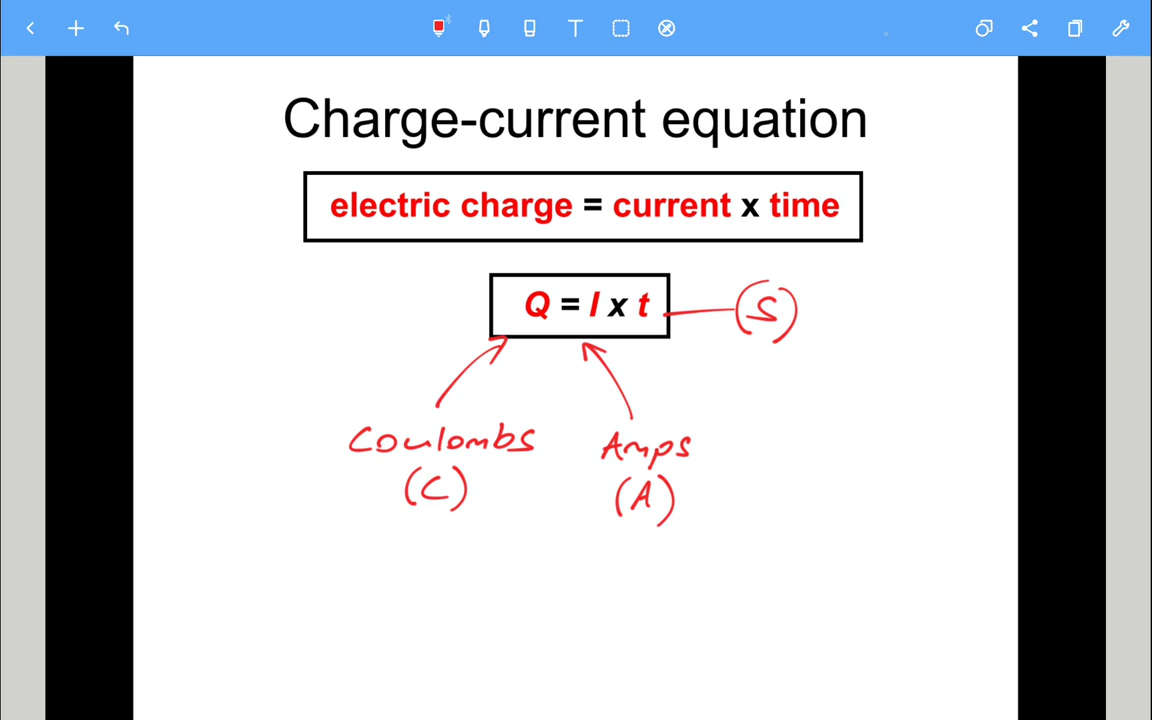 Charge-current equation
electric charge = current x time
Q = I x t
(S)
Coulombs
(C)
Amps
(A)